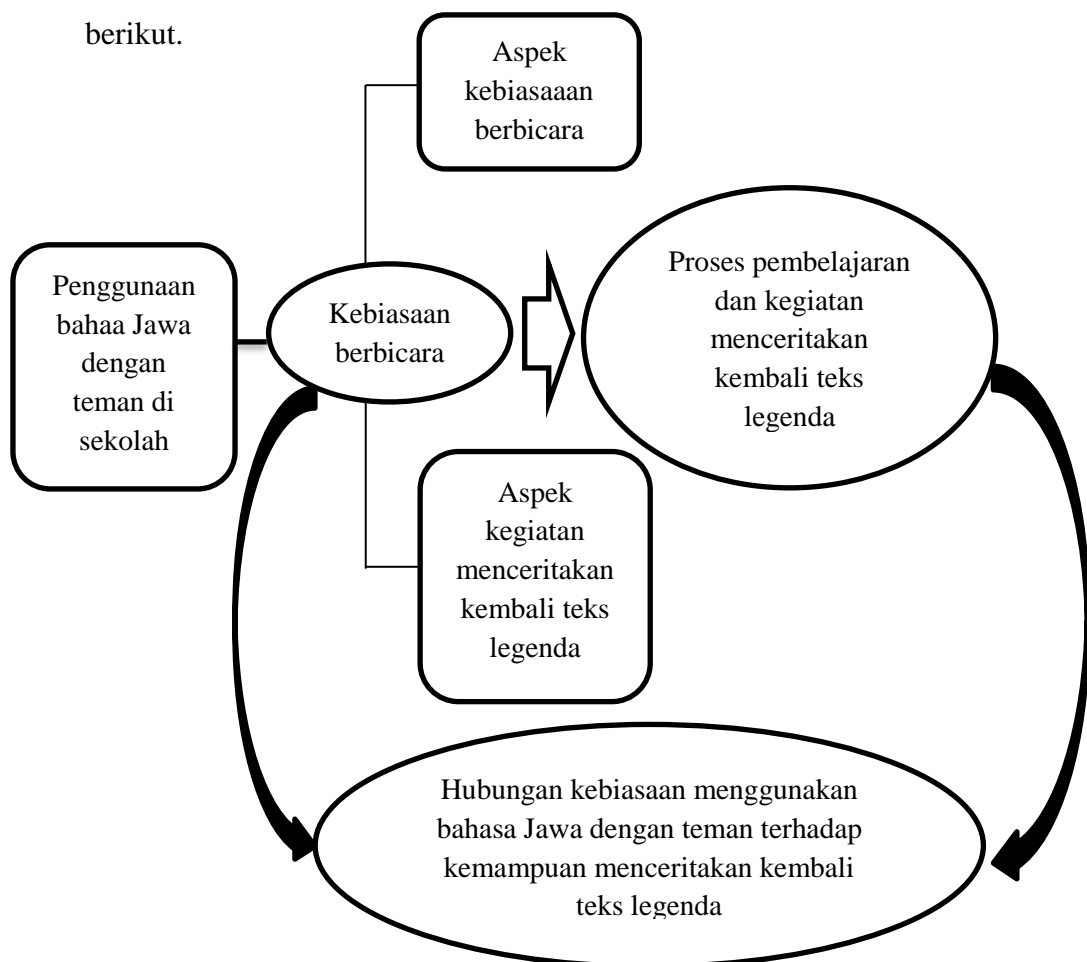 berikut.
Aspek
kebiasaaan
berbicara
Penggunaan
bahaa Jawa
dengan
teman di
sekolah
Kebiasaan
berbicara
Proses pembelajaran
dan kegiatan
menceritakan
kembali teks
legenda
Aspek
kegiatan
menceritakan
kembali teks
legenda
Hubungan kebiasaan menggunakan
bahasa Jawa dengan teman terhadap
kemampuan menceritakan kembali
teks legenda